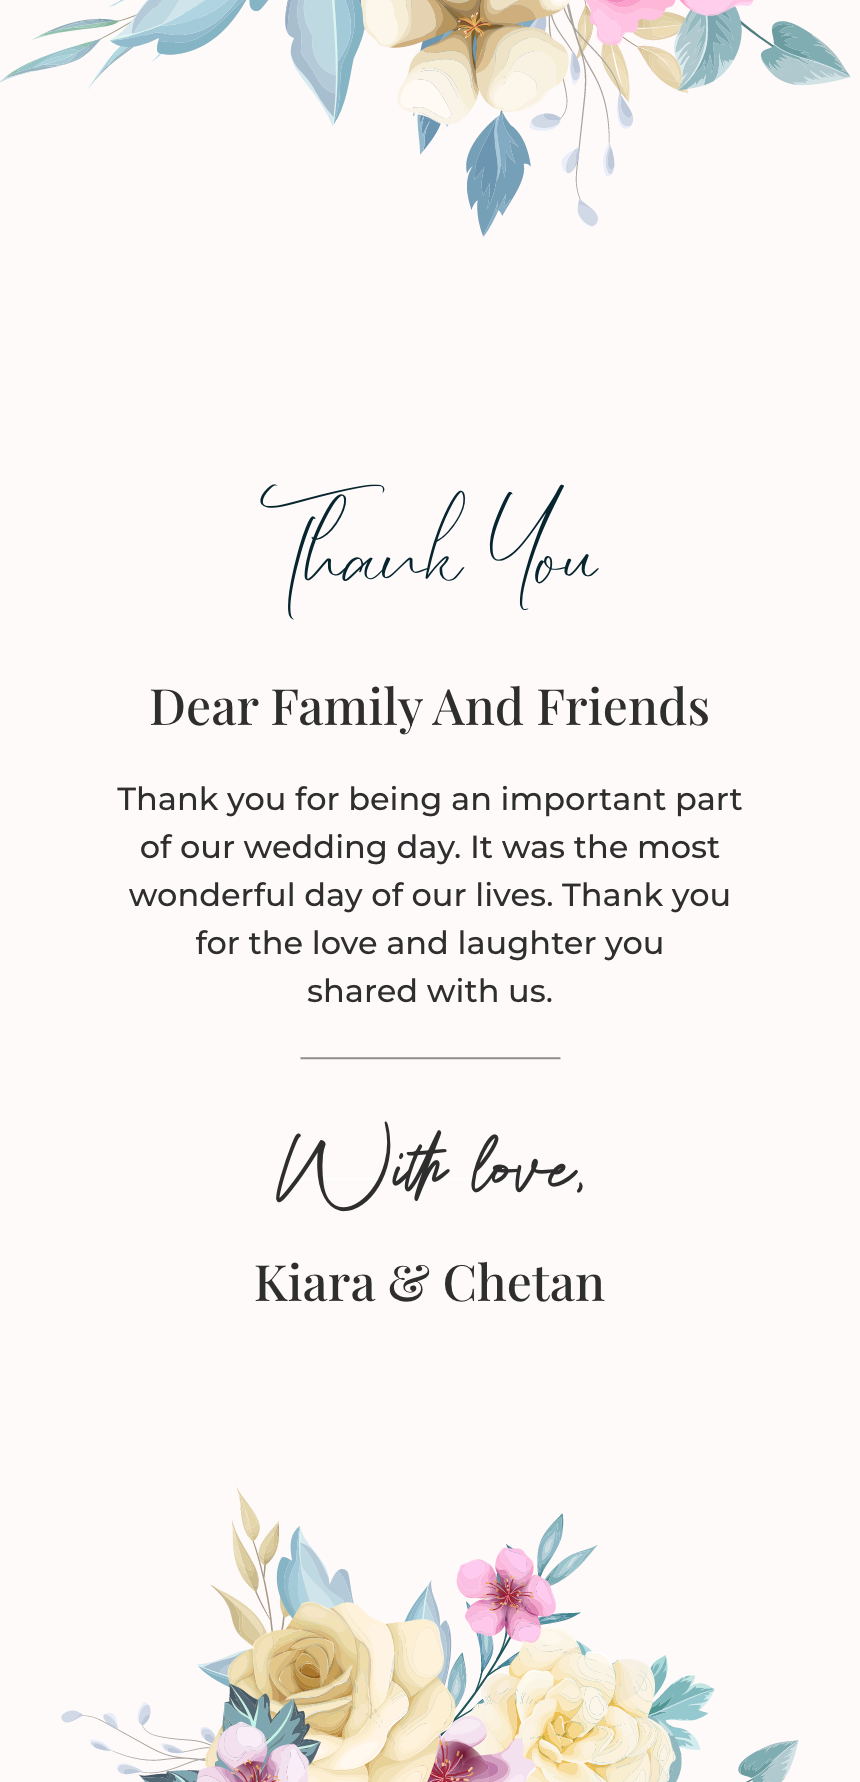 Thank You
Dear Family And Friends
Thank you for being an important part
of our wedding day. It was the most
wonderful day of our lives. Thank you
for the love and laughter you
shared with us.
With love,
Kiara & Chetan